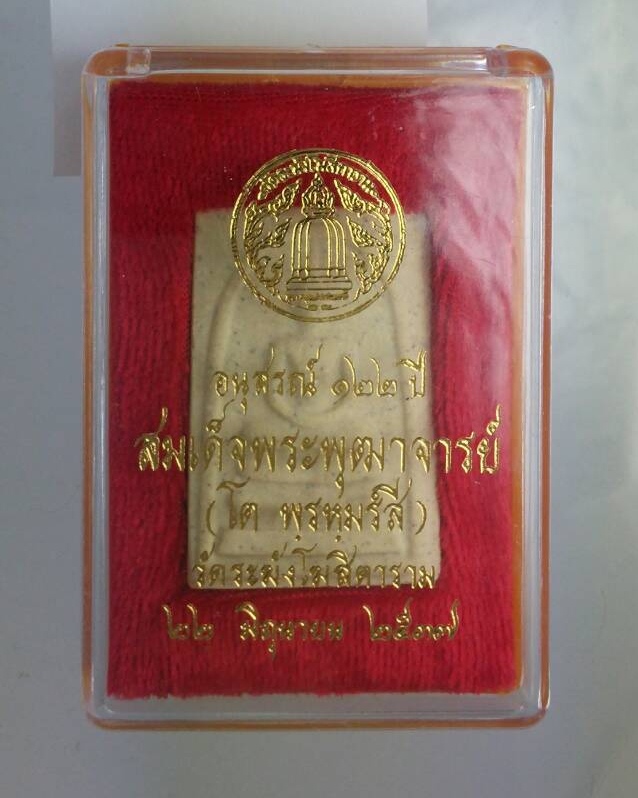 อนุสรณ์ ๑๒๒ ปี
สมเด็จพระพุฒาจารย์
(โต พฺรหฺมรํสี)
วัดระฆังโฆสิตาราม
๒๒ มิถุนายน ๒๕๓๗